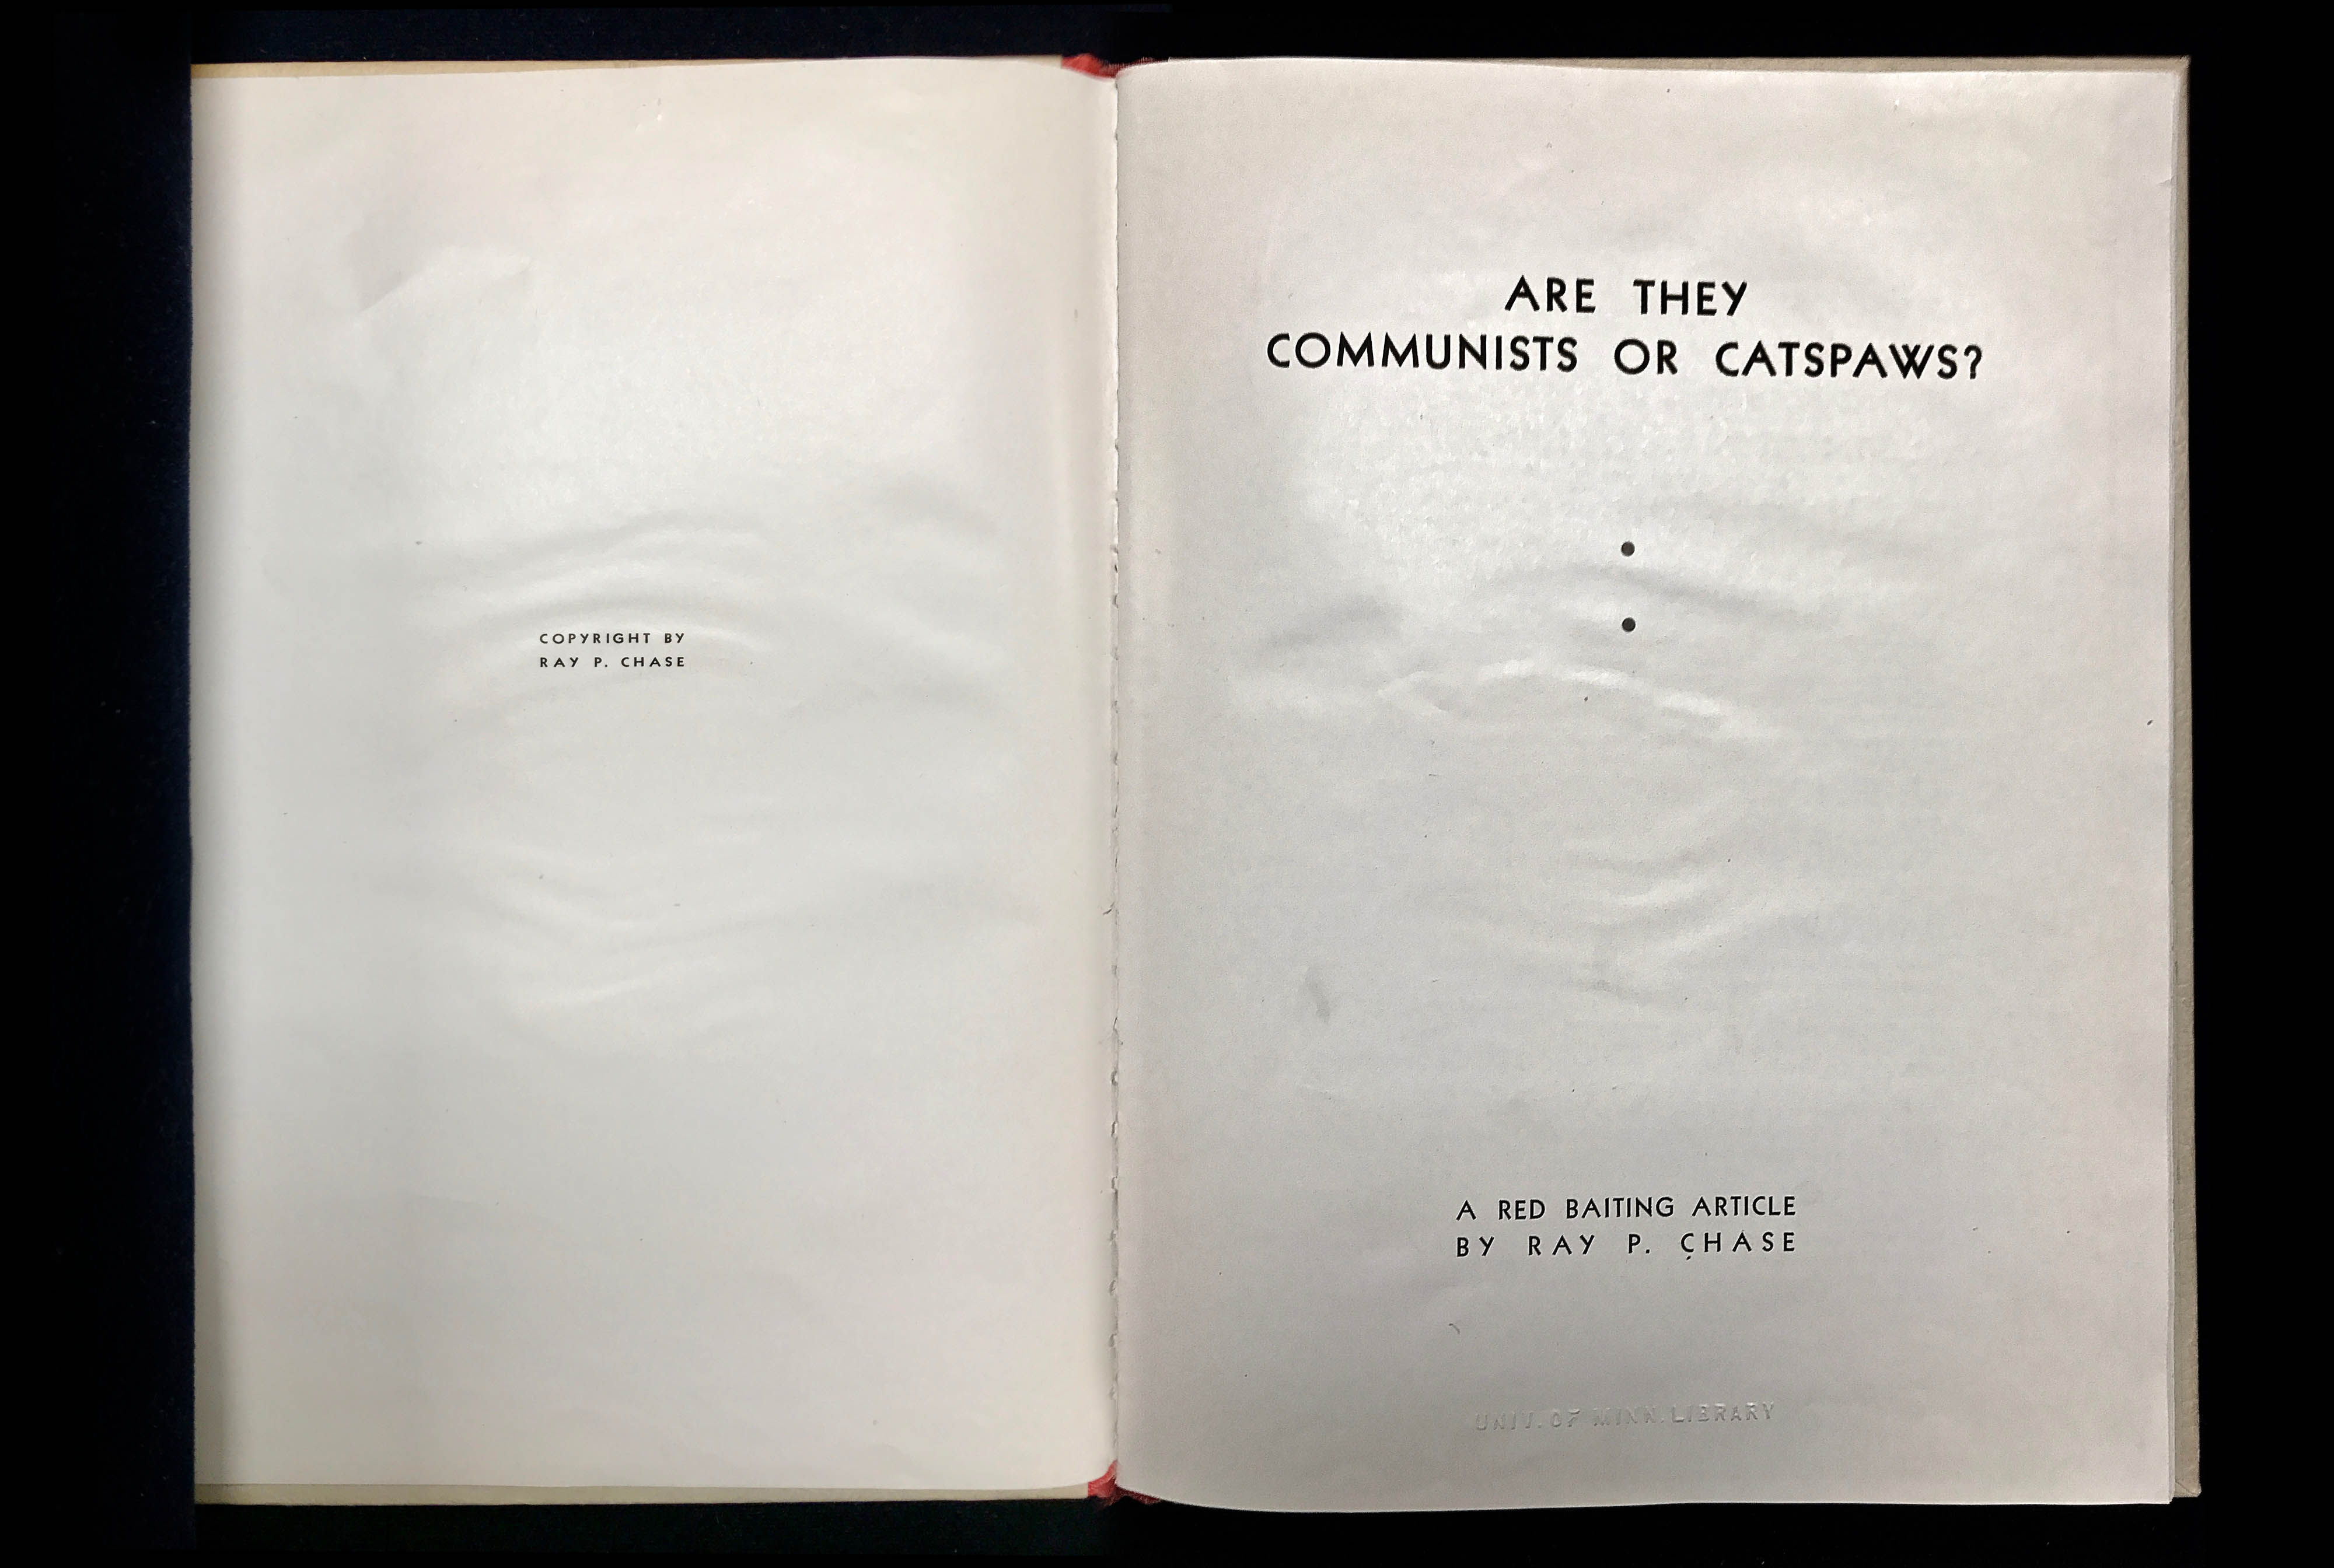 COPYRIGHT BY
RAY P. CHASE
ARE THEY
COMMUNISTS OR CATSPAWS?
A RED BAITING ARTICLE
BY RAY P. CHASE
UNIV. OF MINN. LIBRARY